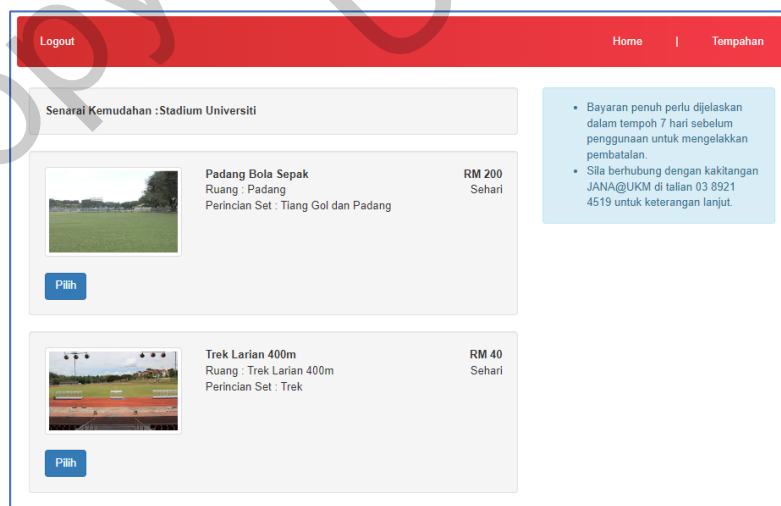 Logout
Home | Tempahan
Senarai Kemudahan : Stadium Universiti
Padang Bola Sepak
RM 200
Ruang : Padang
Sehari
Perincian Set : Tiang Gol dan Padang
Pilih
Trek Larian 400m
RM 40
Ruang : Trek Larian 400m
Sehari
Perincian Set : Trek
Pilih
Bayaran penuh perlu dijelaskan
dalam tempoh 7 hari sebelum
penggunaan untuk mengelakkan
pembatalan.
Sila berhubung dengan kakitangan
JANA@UKM di talian 03 8921
4519 untuk keterangan lanjut.